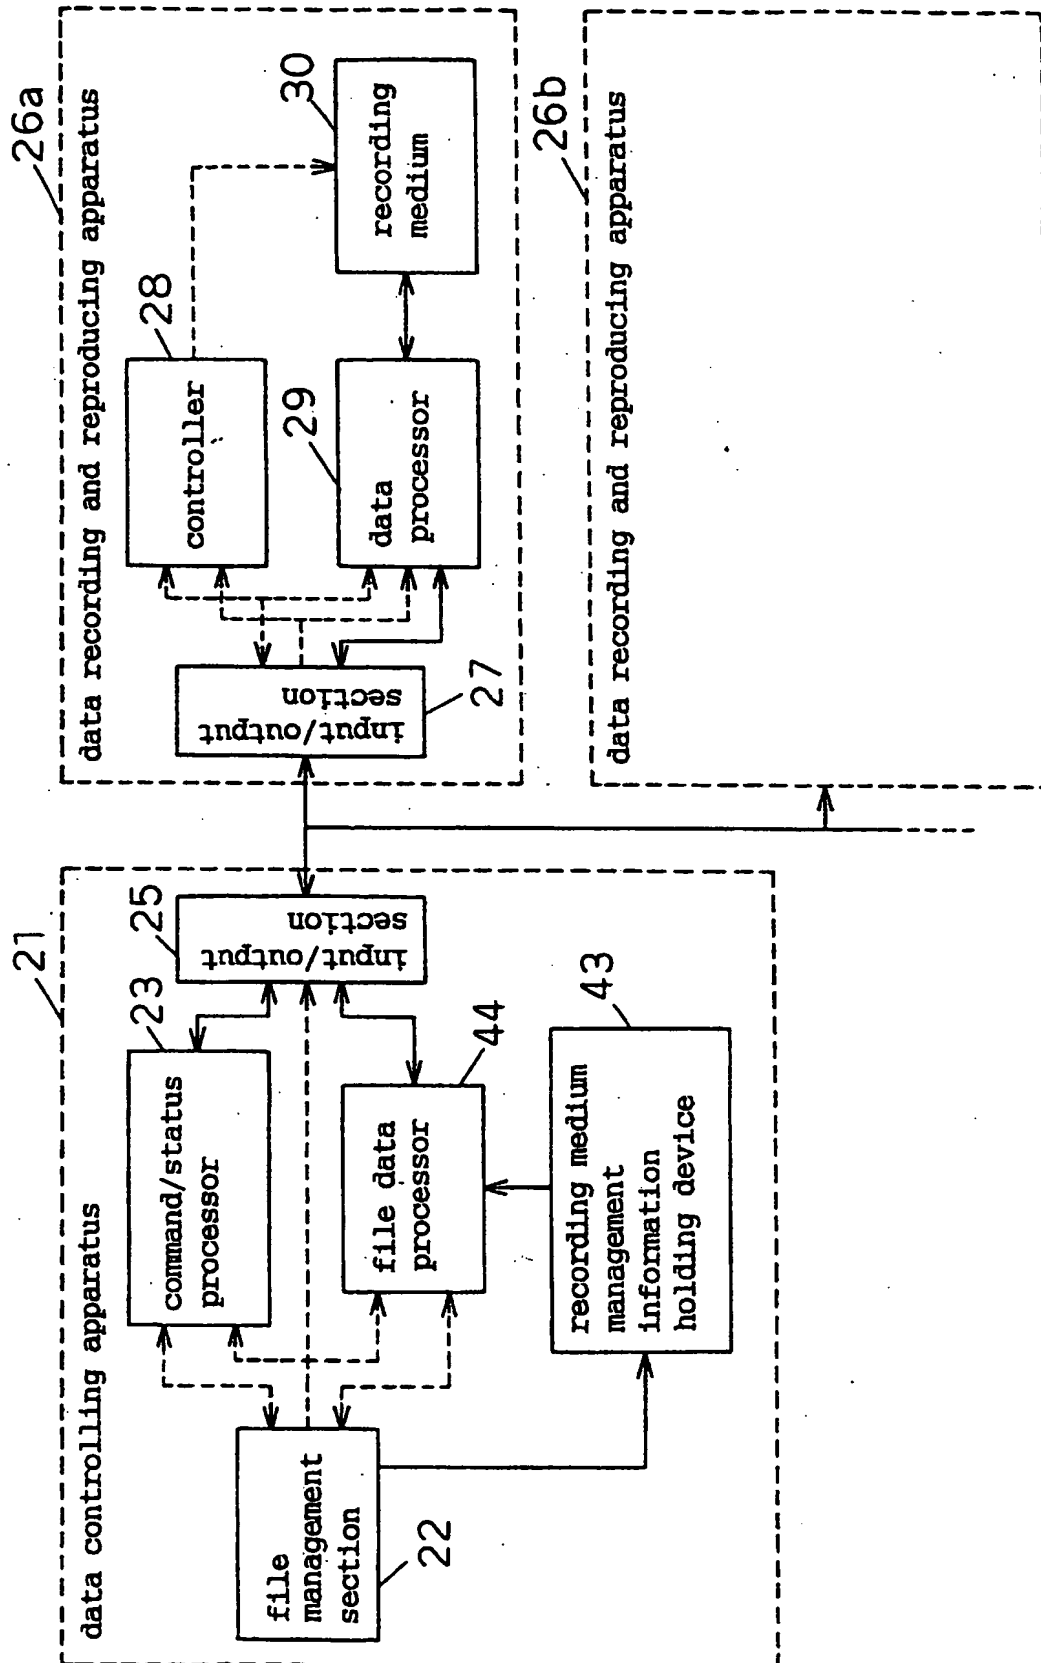 21
data controlling apparatus
23
command/status
processor
25
input/output
section
file
management
section
22
file data
processor
44
recording medium
management
information
holding device
43
26a
data recording and reproducing apparatus
28
controller
30
recording
medium
29
data
processor
input/output
section
27
26b
data recording and reproducing apparatus